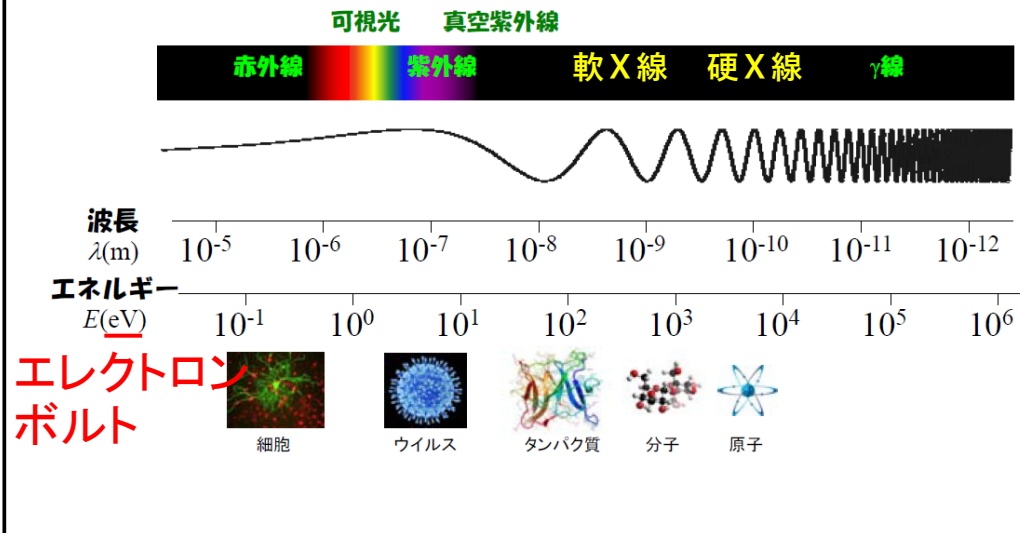 可視光 真空紫外線
赤外線 紫外線 軟X線 硬X線 γ線
波長
λ(m) 10⁻⁵ 10⁻⁶ 10⁻⁷ 10⁻⁸ 10⁻⁹ 10⁻¹⁰ 10⁻¹¹ 10⁻¹²
エネルギー
E(eV) 10⁻¹ 10⁰ 10¹ 10² 10³ 10⁴ 10⁵ 10⁶
エレクトロン
ボルト
細胞 ウイルス タンパク質 分子 原子